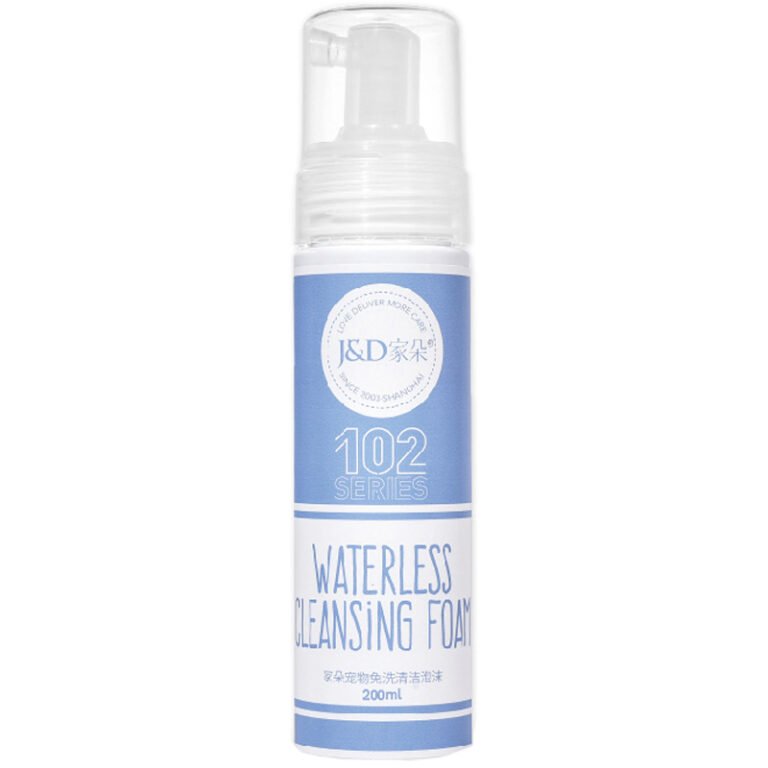 LOVE DELIVER MORE CARE
J&D家朵®
SINCE 2003·SHANGHAI
102
SERIES
WATERLESS
CLEANSiNG FOAM
家朵宠物免洗清洁泡沫
200ml